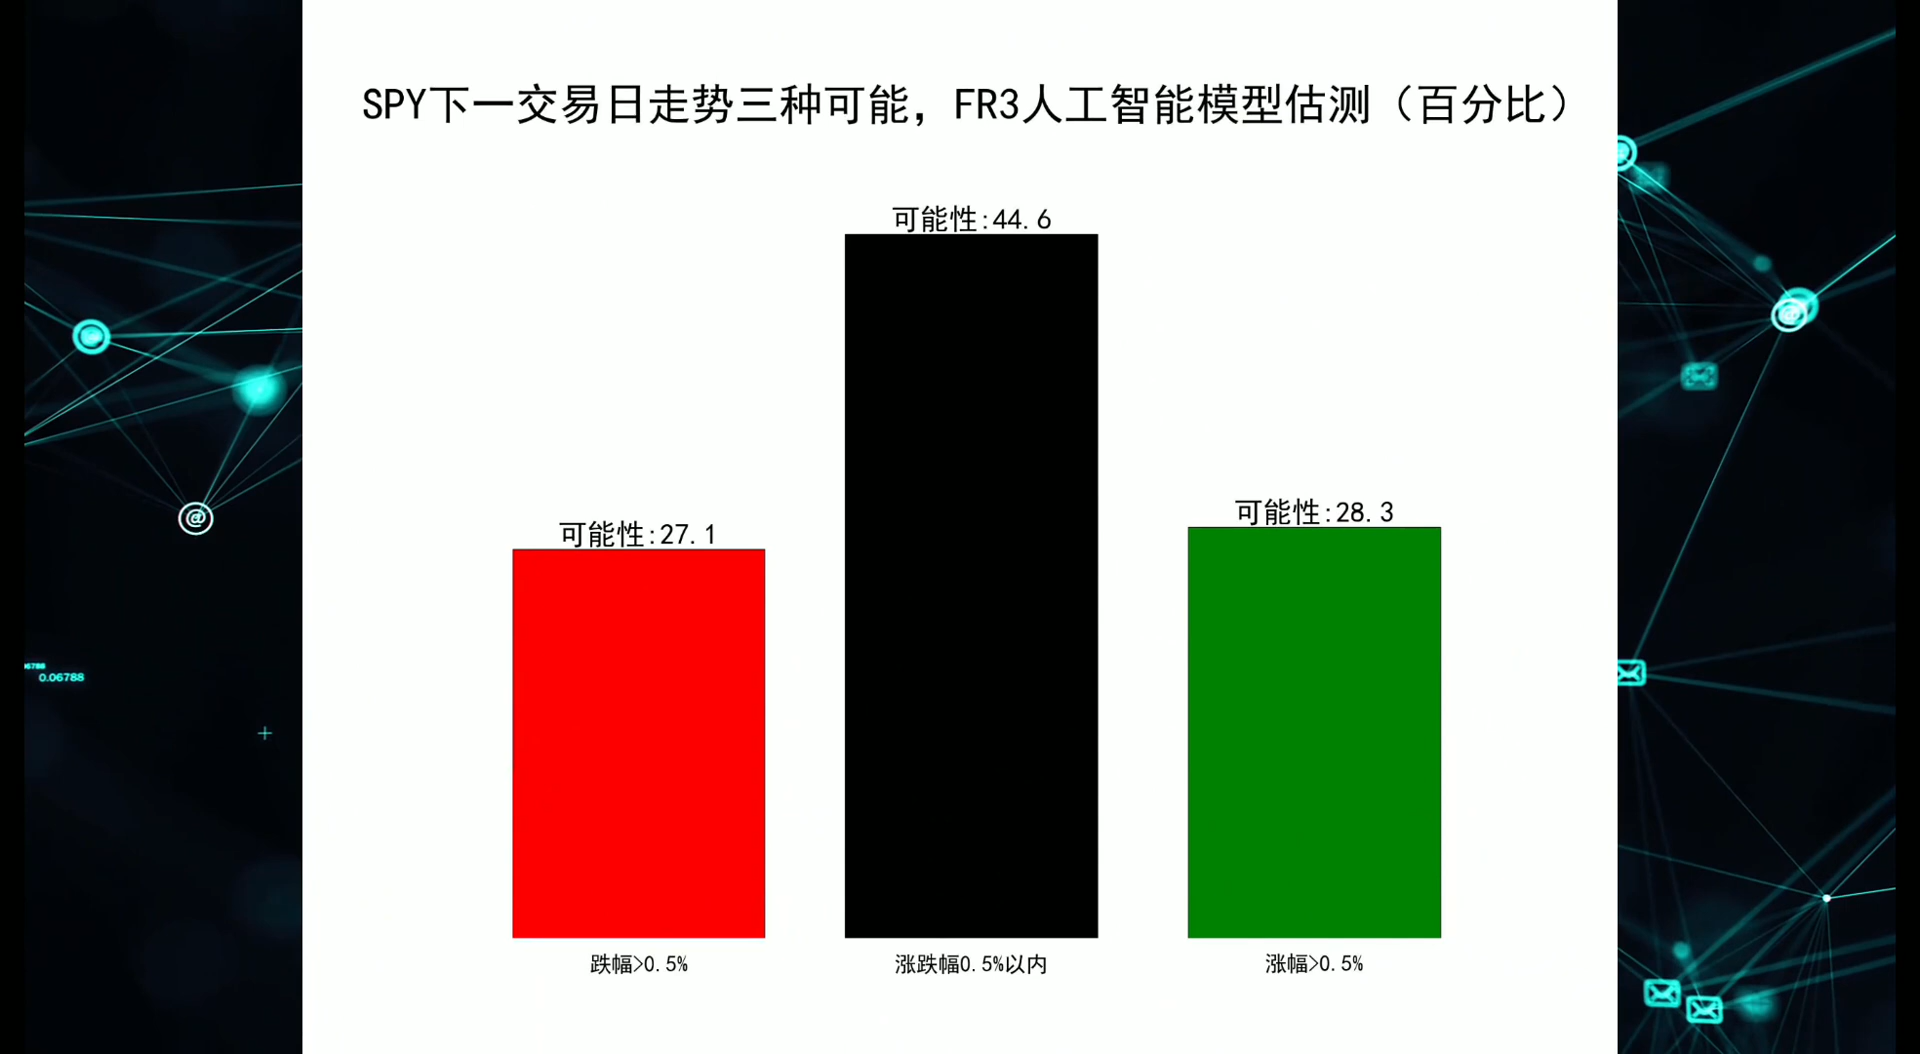 SPY下一交易日走势三种可能，FR3人工智能模型估测（百分比）
可能性:44.6
可能性:28.3
可能性:27.1
0.06788
跌幅>0.5%
涨跌幅0.5%以内
涨幅>0.5%